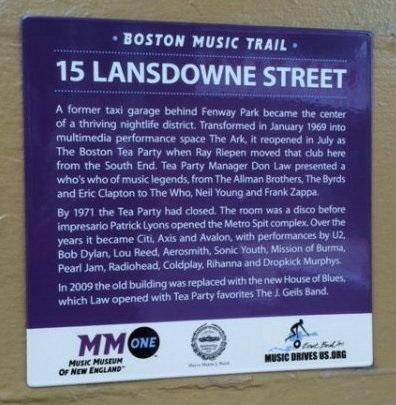 • BOSTON MUSIC TRAIL •
15 LANSDOWNE STREET
A former taxi garage behind Fenway Park became the center
of a thriving nightlife district. Transformed in January 1969 into
multimedia performance space The Ark, it reopened in July as
The Boston Tea Party when Ray Riepen moved that club here
from the South End. Tea Party Manager Don Law presented a
who's who of music legends, from The Allman Brothers, The Byrds
and Eric Clapton to The Who, Neil Young and Frank Zappa.
By 1971 the Tea Party had closed. The room was a disco before
impresario Patrick Lyons opened the Metro Spit complex. Over the
years it became Citi, Axis and Avalon, with performances by U2,
Bob Dylan, Lou Reed, Aerosmith, Sonic Youth, Mission of Burma,
Pearl Jam, Radiohead, Coldplay, Rihanna and Dropkick Murphys.
In 2009 the old building was replaced with the new House of Blues,
which Law opened with Tea Party favorites The J. Geils Band.
MMONE
MUSIC MUSEUM
OF NEW ENGLAND™
Mayor Martin J. Walsh
MUSIC DRIVES US.ORG